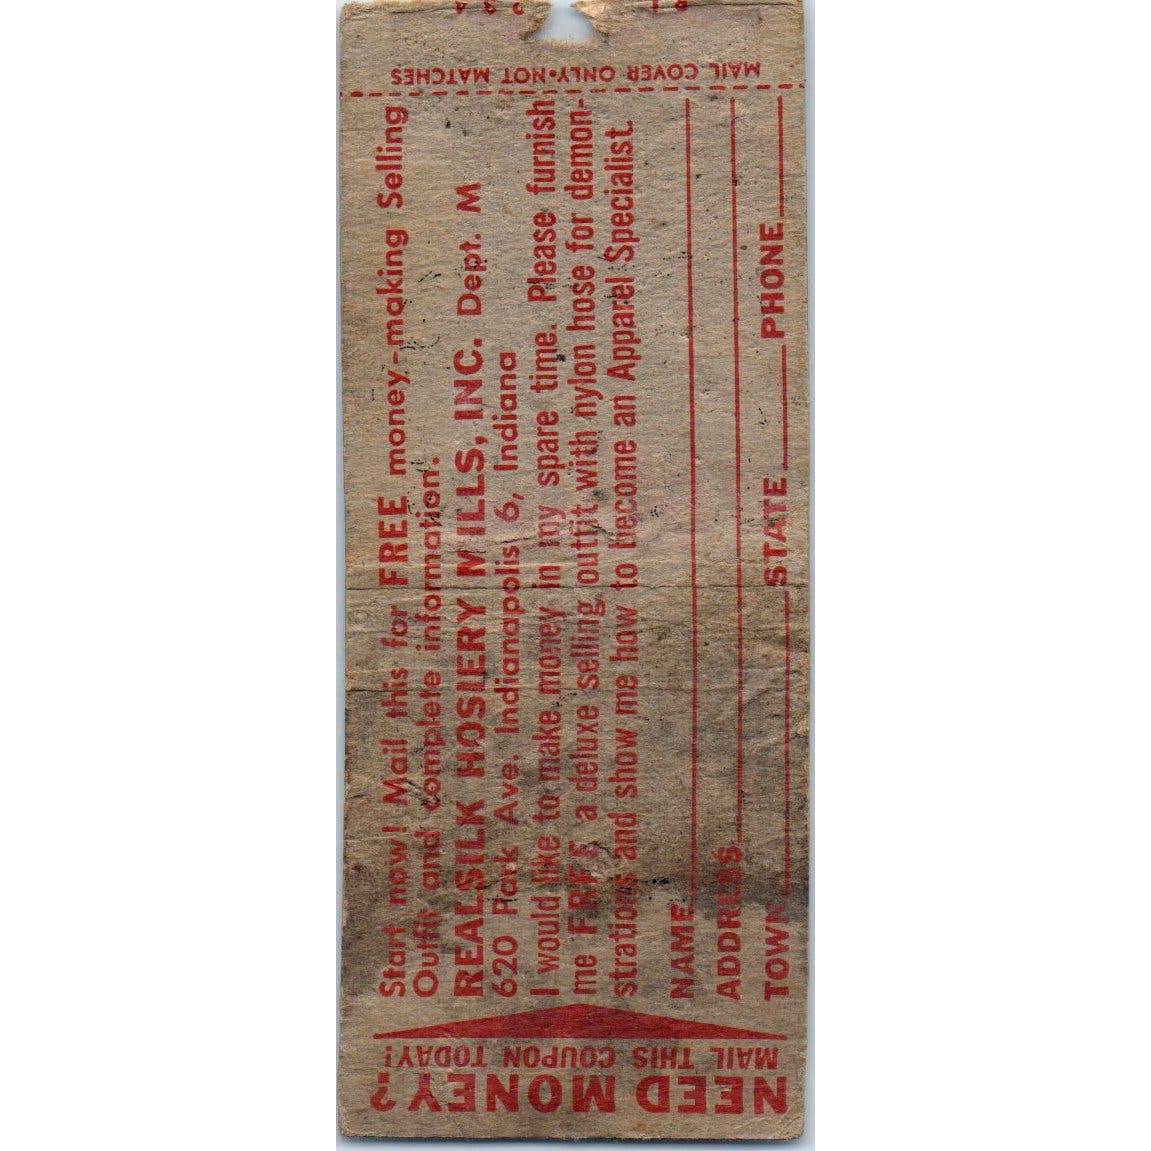 NEED MONEY?
MAIL THIS COUPON TODAY!
Start now! Mail this for FREE money-making Selling
Outfit and complete information.
REALSILK HOSIERY MILLS, INC. Dept. M
620 Park Ave. Indianapolis 6, Indiana
I would like to make money in my spare time. Please furnish
me FREE a deluxe selling outfit with nylon hose for demon-
strations and show me how to become an Apparel Specialist.
NAME
ADDRESS
TOWN STATE PHONE
MAIL COVER ONLY•NOT MATCHES